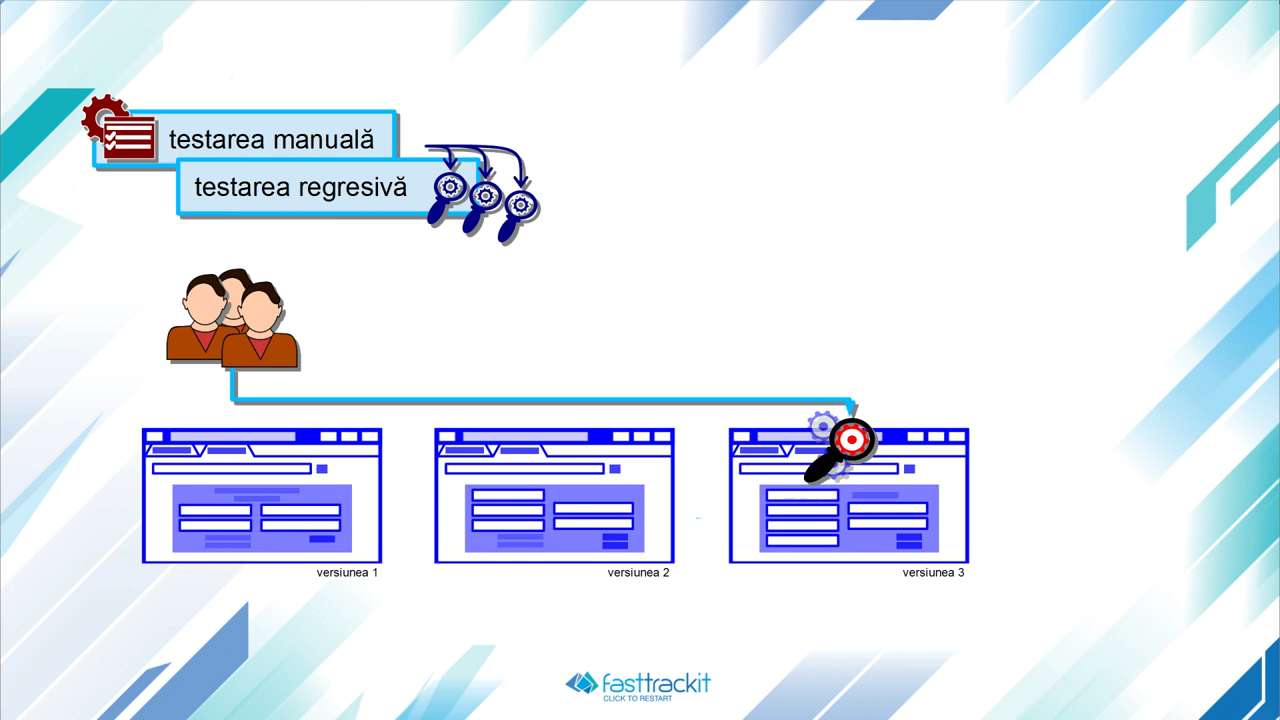 testarea manuală
testarea regresivă
versiunea 1
versiunea 2
versiunea 3
fasttrackit
CLICK TO RESTART